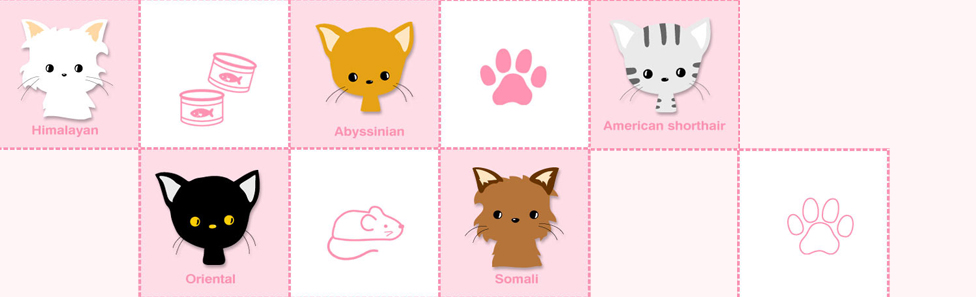 Himalayan
Abyssinian
American shorthair
Oriental
Somali